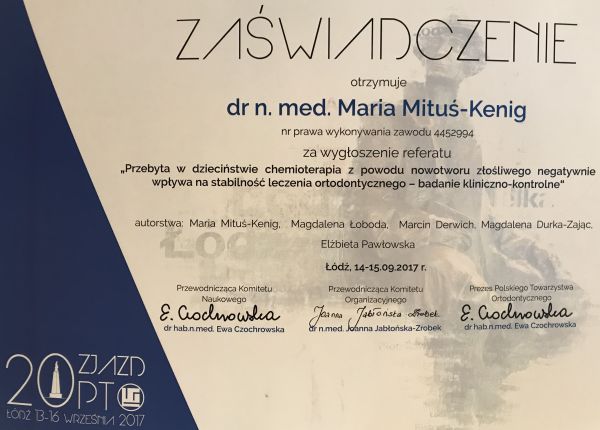 ZAŚWIADCZENIE
otrzymuje
dr n. med. Maria Mituś-Kenig
nr prawa wykonywania zawodu 4452994
za wygłoszenie referatu
„Przebyta w dzieciństwie chemioterapia z powodu nowotworu złośliwego negatywnie
wpływa na stabilność leczenia ortodontycznego – badanie kliniczno-kontrolne“
autorstwa: Maria Mituś-Kenig, Magdalena Łoboda, Marcin Derwich, Magdalena Durka-Zając,
Elżbieta Pawłowska
Łódź, 14-15.09.2017 r.
Przewodnicząca Komitetu
Naukowego
E. Czochrowska
dr hab.n.med. Ewa Czochrowska
Przewodnicząca Komitetu
Organizacyjnego
Joanna Jabłońska-Zrobek
dr n.med. Joanna Jabłońska-Zrobek
Prezes Polskiego Towarzystwa
Ortodontycznego
E. Czochrowska
dr hab.n.med. Ewa Czochrowska
20 ZJAZD
PTO
ŁÓDŹ 13-16 WRZEŚNIA 2017